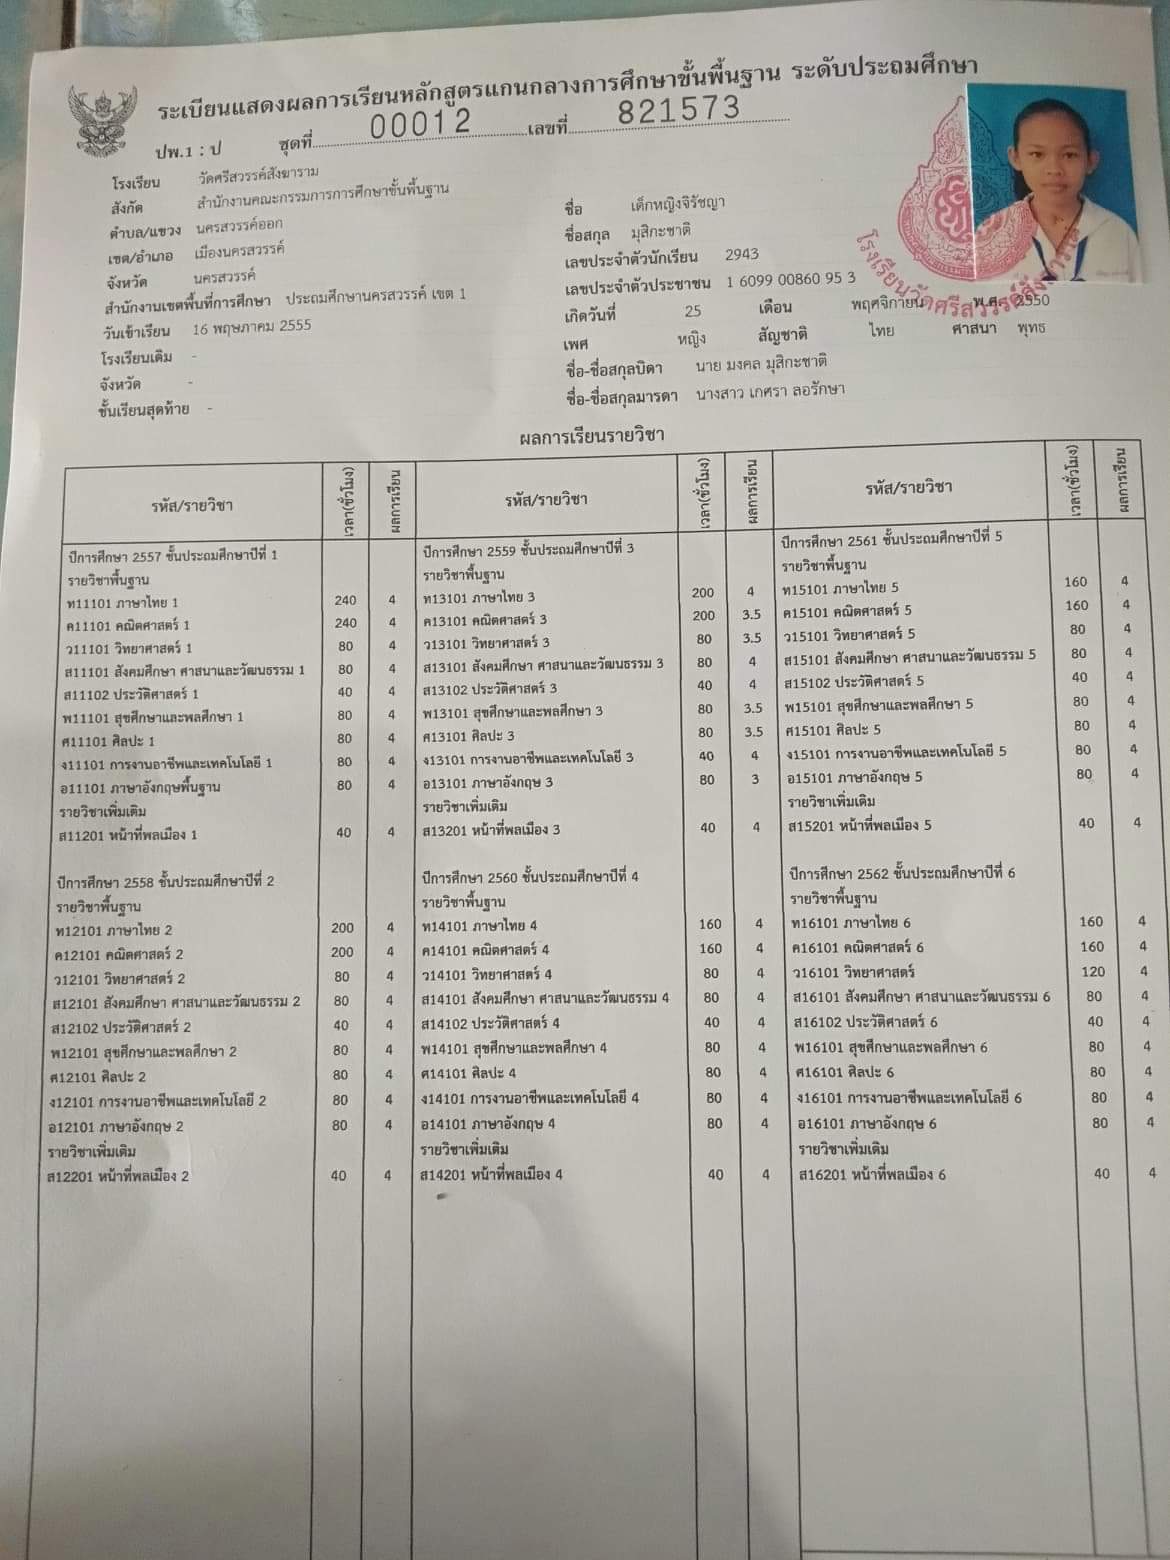 ระเบียนแสดงผลการเรียนหลักสูตรแกนกลางการศึกษาขั้นพื้นฐาน ระดับประถมศึกษา
ปพ.1 : ป ชุดที่ 00012 เลขที่ 821573
โรงเรียน วัดศรีสวรรค์สังฆาราม
สังกัด สำนักงานคณะกรรมการการศึกษาขั้นพื้นฐาน
ตำบล/แขวง นครสวรรค์ออก
เขต/อำเภอ เมืองนครสวรรค์
จังหวัด นครสวรรค์
สำนักงานเขตพื้นที่การศึกษา ประถมศึกษานครสวรรค์ เขต 1
วันเข้าเรียน 16 พฤษภาคม 2555
โรงเรียนเดิม -
จังหวัด -
ชั้นเรียนสุดท้าย -
ชื่อ เด็กหญิงจิรัชญา
ชื่อสกุล มุสิกะชาติ
เลขประจำตัวนักเรียน 2943
เลขประจำตัวประชาชน 1 6099 00860 95 3
เกิดวันที่ 25 เดือน พฤศจิกายน พ.ศ. 2550
เพศ หญิง สัญชาติ ไทย ศาสนา พุทธ
ชื่อ-ชื่อสกุลบิดา นาย มงคล มุสิกะชาติ
ชื่อ-ชื่อสกุลมารดา นางสาว เกศรา ลอรักษา
ผลการเรียนรายวิชา
รหัส/รายวิชา เวลา(ชั่วโมง) ผลการเรียน
ปีการศึกษา 2557 ชั้นประถมศึกษาปีที่ 1
รายวิชาพื้นฐาน
ท11101 ภาษาไทย 1 240 4
ค11101 คณิตศาสตร์ 1 240 4
ว11101 วิทยาศาสตร์ 1 80 4
ส11101 สังคมศึกษา ศาสนาและวัฒนธรรม 1 80 4
ส11102 ประวัติศาสตร์ 1 40 4
พ11101 สุขศึกษาและพลศึกษา 1 80 4
ศ11101 ศิลปะ 1 80 4
ง11101 การงานอาชีพและเทคโนโลยี 1 80 4
อ11101 ภาษาอังกฤษพื้นฐาน 80 4
รายวิชาเพิ่มเติม
ส11201 หน้าที่พลเมือง 1 40 4
ปีการศึกษา 2558 ชั้นประถมศึกษาปีที่ 2
รายวิชาพื้นฐาน
ท12101 ภาษาไทย 2 200 4
ค12101 คณิตศาสตร์ 2 200 4
ว12101 วิทยาศาสตร์ 2 80 4
ส12101 สังคมศึกษา ศาสนาและวัฒนธรรม 2 80 4
ส12102 ประวัติศาสตร์ 2 40 4
พ12101 สุขศึกษาและพลศึกษา 2 80 4
ศ12101 ศิลปะ 2 80 4
ง12101 การงานอาชีพและเทคโนโลยี 2 80 4
อ12101 ภาษาอังกฤษ 2 80 4
รายวิชาเพิ่มเติม
ส12201 หน้าที่พลเมือง 2 40 4
รหัส/รายวิชา เวลา(ชั่วโมง) ผลการเรียน
ปีการศึกษา 2559 ชั้นประถมศึกษาปีที่ 3
รายวิชาพื้นฐาน
ท13101 ภาษาไทย 3 200 4
ค13101 คณิตศาสตร์ 3 200 3.5
ว13101 วิทยาศาสตร์ 3 80 3.5
ส13101 สังคมศึกษา ศาสนาและวัฒนธรรม 3 80 4
ส13102 ประวัติศาสตร์ 3 40 4
พ13101 สุขศึกษาและพลศึกษา 3 80 3.5
ศ13101 ศิลปะ 3 80 3.5
ง13101 การงานอาชีพและเทคโนโลยี 3 40 4
อ13101 ภาษาอังกฤษ 3 80 3
รายวิชาเพิ่มเติม
ส13201 หน้าที่พลเมือง 3 40 4
ปีการศึกษา 2560 ชั้นประถมศึกษาปีที่ 4
รายวิชาพื้นฐาน
ท14101 ภาษาไทย 4 160 4
ค14101 คณิตศาสตร์ 4 160 4
ว14101 วิทยาศาสตร์ 4 80 4
ส14101 สังคมศึกษา ศาสนาและวัฒนธรรม 4 80 4
ส14102 ประวัติศาสตร์ 4 40 4
พ14101 สุขศึกษาและพลศึกษา 4 80 4
ศ14101 ศิลปะ 4 80 4
ง14101 การงานอาชีพและเทคโนโลยี 4 80 4
อ14101 ภาษาอังกฤษ 4 80 4
รายวิชาเพิ่มเติม
ส14201 หน้าที่พลเมือง 4 40 4
รหัส/รายวิชา เวลา(ชั่วโมง) ผลการเรียน
ปีการศึกษา 2561 ชั้นประถมศึกษาปีที่ 5
รายวิชาพื้นฐาน
ท15101 ภาษาไทย 5 160 4
ค15101 คณิตศาสตร์ 5 160 4
ว15101 วิทยาศาสตร์ 5 80 4
ส15101 สังคมศึกษา ศาสนาและวัฒนธรรม 5 80 4
ส15102 ประวัติศาสตร์ 5 40 4
พ15101 สุขศึกษาและพลศึกษา 5 80 4
ศ15101 ศิลปะ 5 80 4
ง15101 การงานอาชีพและเทคโนโลยี 5 80 4
อ15101 ภาษาอังกฤษ 5 80 4
รายวิชาเพิ่มเติม
ส15201 หน้าที่พลเมือง 5 40 4
ปีการศึกษา 2562 ชั้นประถมศึกษาปีที่ 6
รายวิชาพื้นฐาน
ท16101 ภาษาไทย 6 160 4
ค16101 คณิตศาสตร์ 6 160 4
ว16101 วิทยาศาสตร์ 120 4
ส16101 สังคมศึกษา ศาสนาและวัฒนธรรม 6 80 4
ส16102 ประวัติศาสตร์ 6 40 4
พ16101 สุขศึกษาและพลศึกษา 6 80 4
ศ16101 ศิลปะ 6 80 4
ง16101 การงานอาชีพและเทคโนโลยี 6 80 4
อ16101 ภาษาอังกฤษ 6 80 4
รายวิชาเพิ่มเติม
ส16201 หน้าที่พลเมือง 6 40 4